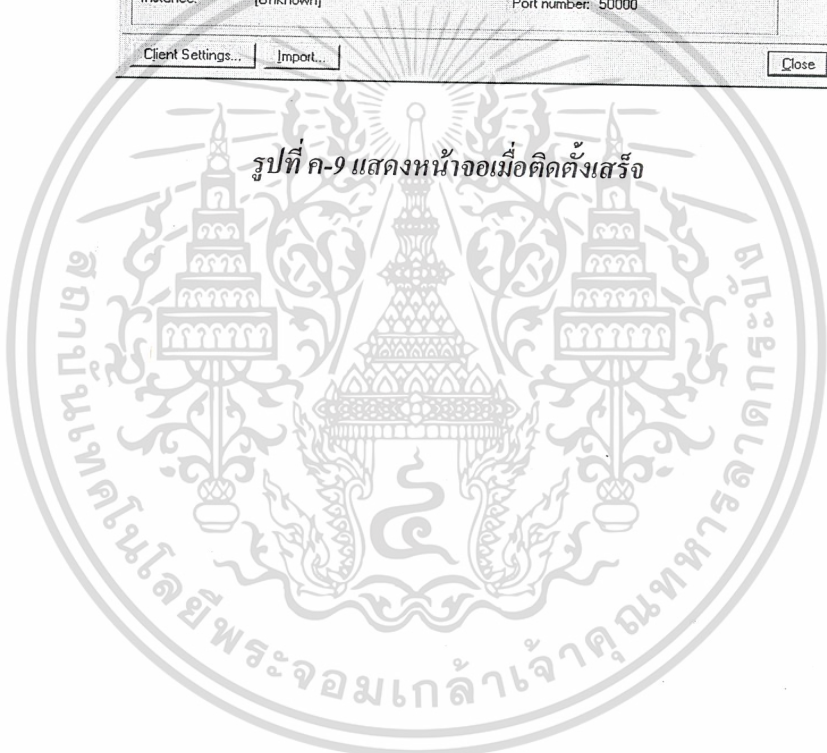 Instance: [Unknown] Port number: 50000
Client Settings... Import... Close
รูปที่ ค-9 แสดงหน้าจอเมื่อติดตั้งเสร็จ
สถาบันเทคโนโลยีพระจอมเกล้าเจ้าคุณทหารลาดกระบัง